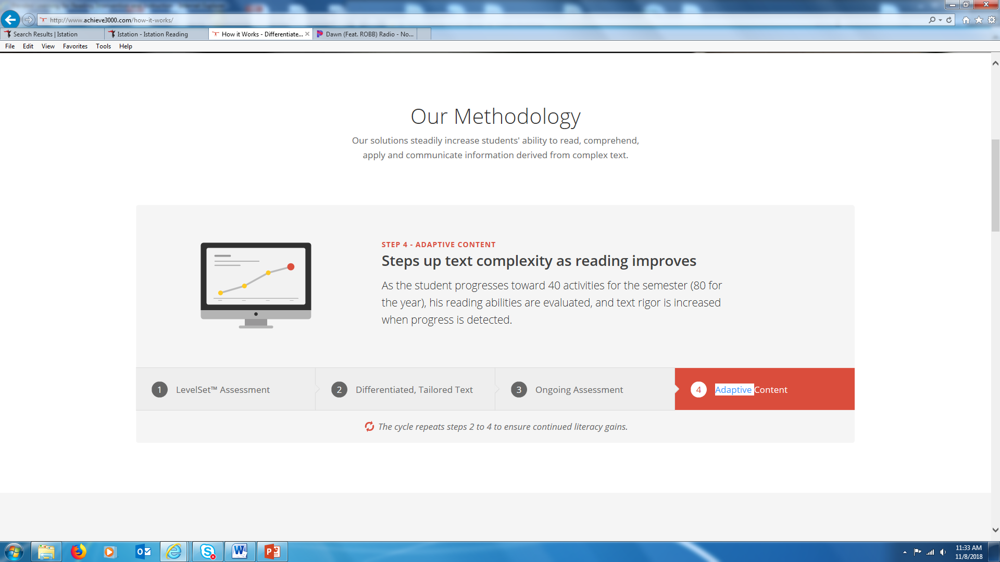 http://www.achieve3000.com/how-it-works/
Search Results | Istation
Istation - Istation Reading
How it Works - Differentiate...
Dawn (Feat. ROBB) Radio - No...
File Edit View Favorites Tools Help
Our Methodology
Our solutions steadily increase students' ability to read, comprehend,
apply and communicate information derived from complex text.
STEP 4 - ADAPTIVE CONTENT
Steps up text complexity as reading improves
As the student progresses toward 40 activities for the semester (80 for
the year), his reading abilities are evaluated, and text rigor is increased
when progress is detected.
1 LevelSet™ Assessment
2 Differentiated, Tailored Text
3 Ongoing Assessment
4 Adaptive Content
The cycle repeats steps 2 to 4 to ensure continued literacy gains.
11:33 AM
11/8/2018